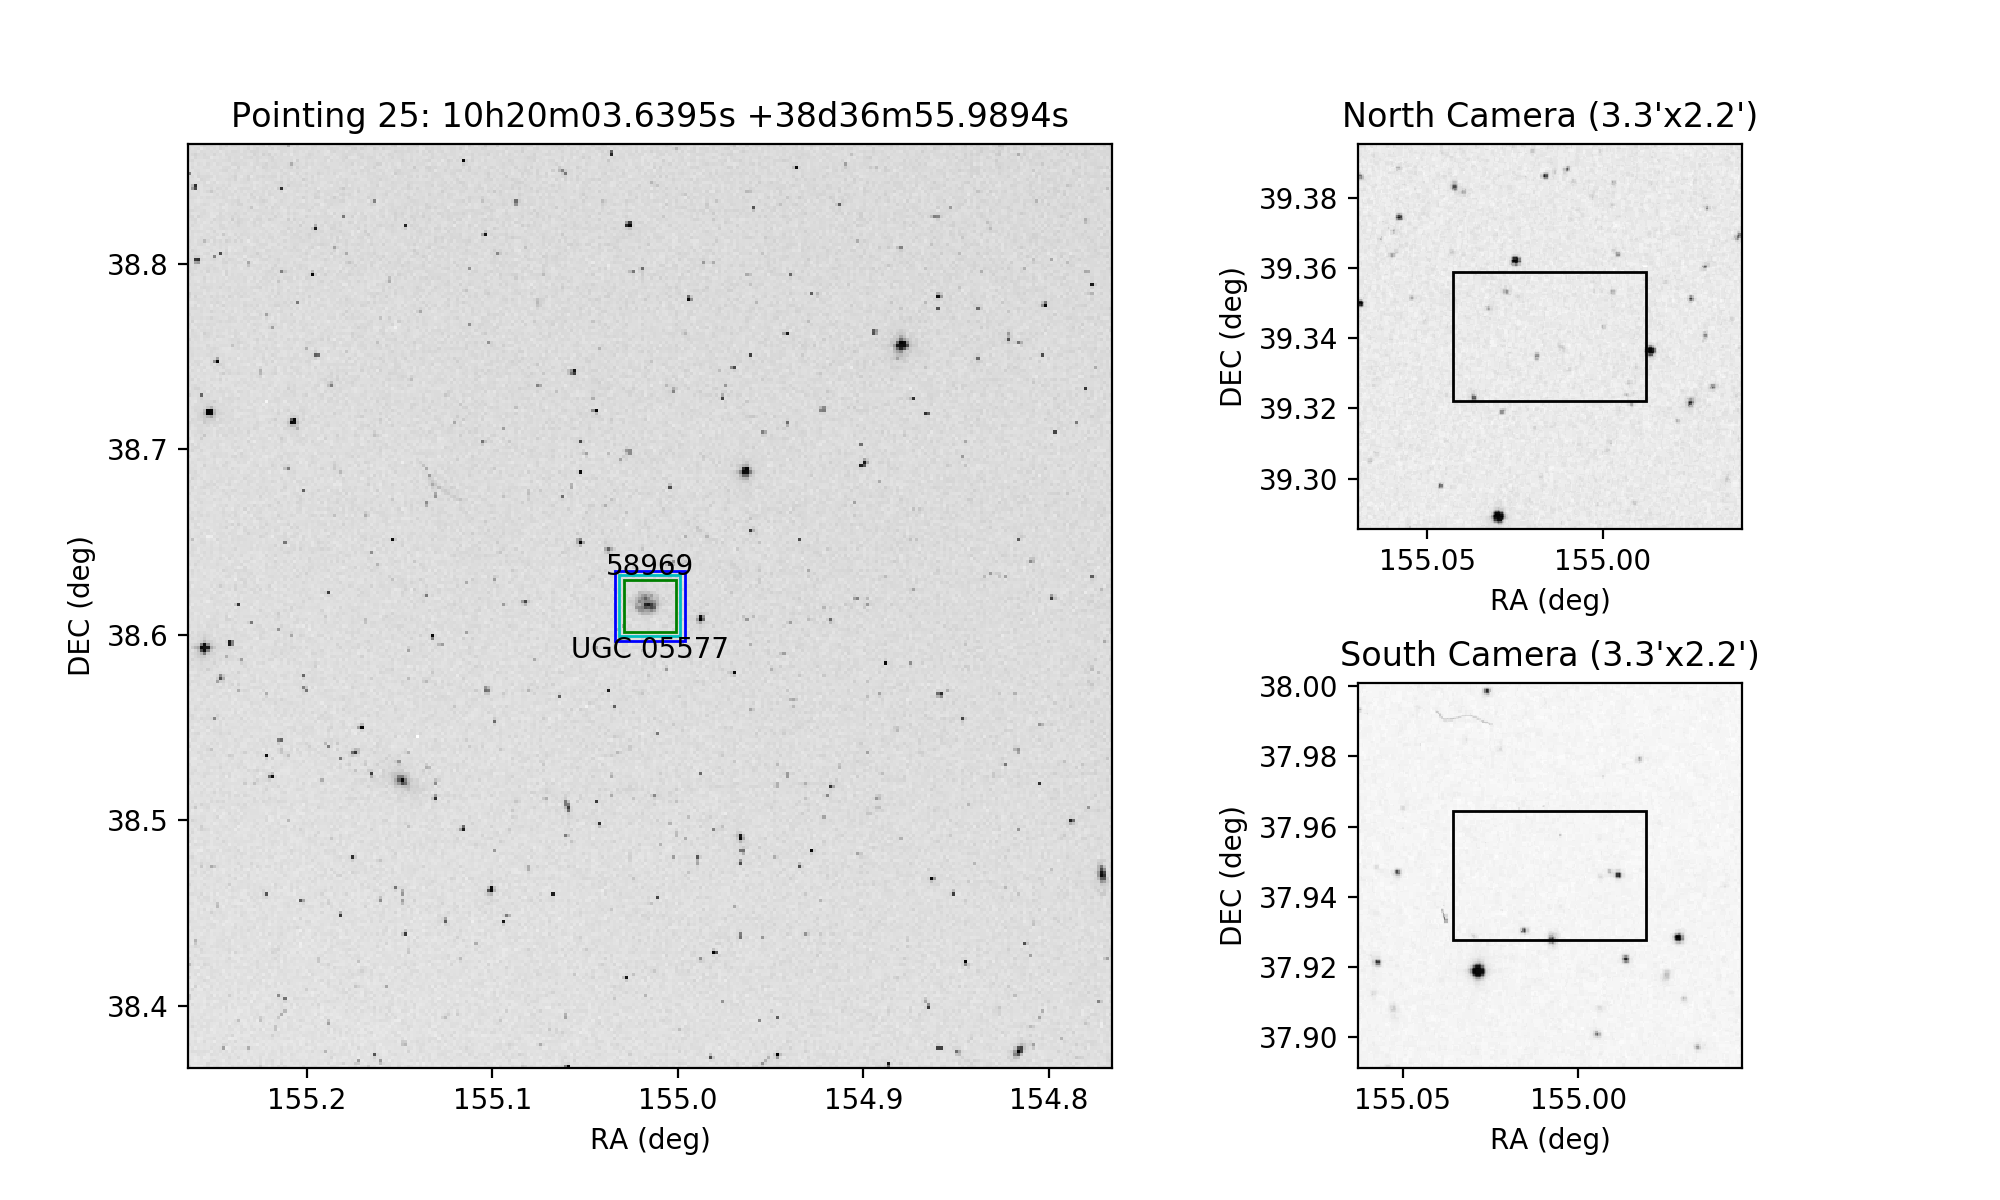 Pointing 25: 10h20m03.6395s +38d36m55.9894s
38.8
38.7
38.6
38.5
38.4
DEC (deg)
58969
UGC 05577
155.2 155.1 155.0 154.9 154.8
RA (deg)
North Camera (3.3'x2.2')
39.38
39.36
39.34
39.32
39.30
DEC (deg)
155.05 155.00
RA (deg)
South Camera (3.3'x2.2')
38.00
37.98
37.96
37.94
37.92
37.90
DEC (deg)
155.05 155.00
RA (deg)